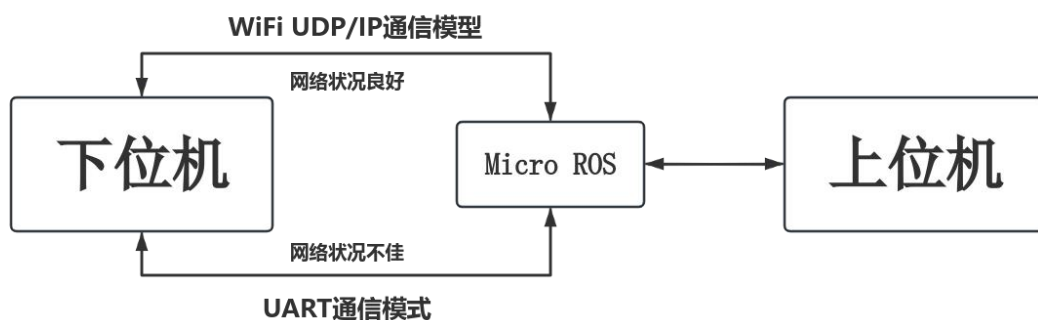 WiFi UDP/IP通信模型
网络状况良好
下位机
Micro ROS
上位机
网络状况不佳
UART通信模式